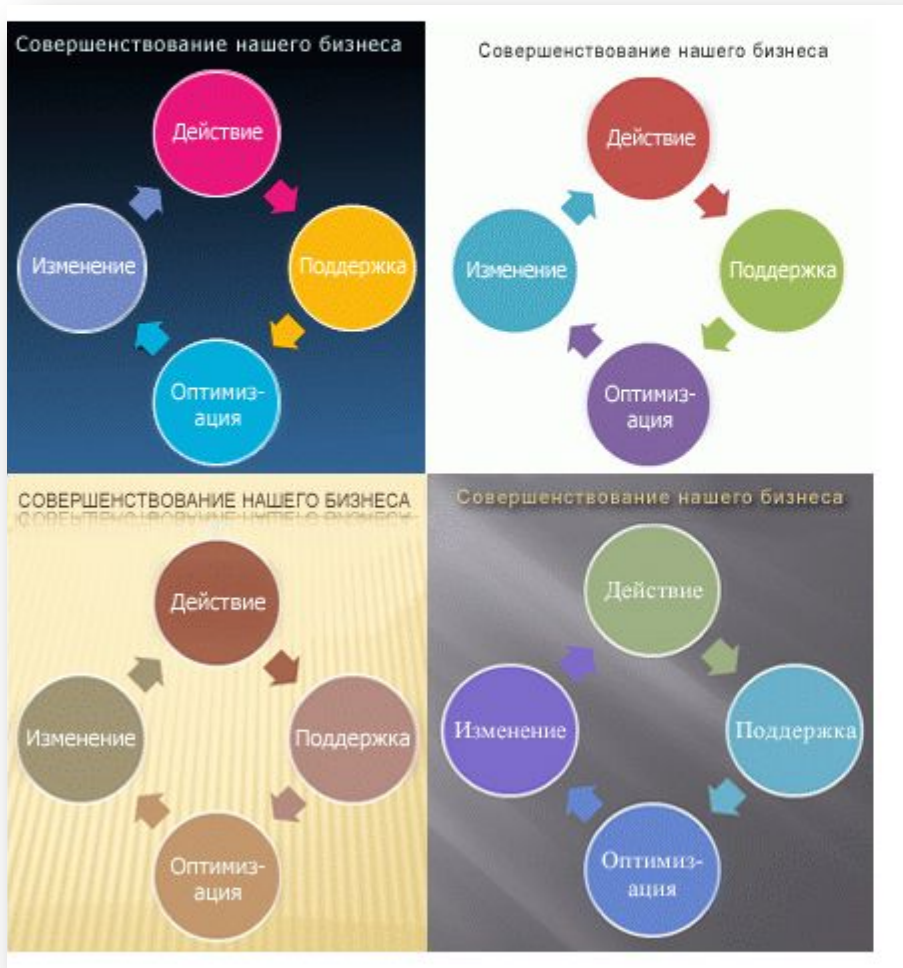 Совершенствование нашего бизнеса
Действие
Изменение
Поддержка
Оптимиз-
ация
Совершенствование нашего бизнеса
Действие
Изменение
Поддержка
Оптимиз-
ация
СОВЕРШЕНСТВОВАНИЕ НАШЕГО БИЗНЕСА
Действие
Изменение
Поддержка
Оптимиз-
ация
Совершенствование нашего бизнеса
Действие
Изменение
Поддержка
Оптимиз-
ация